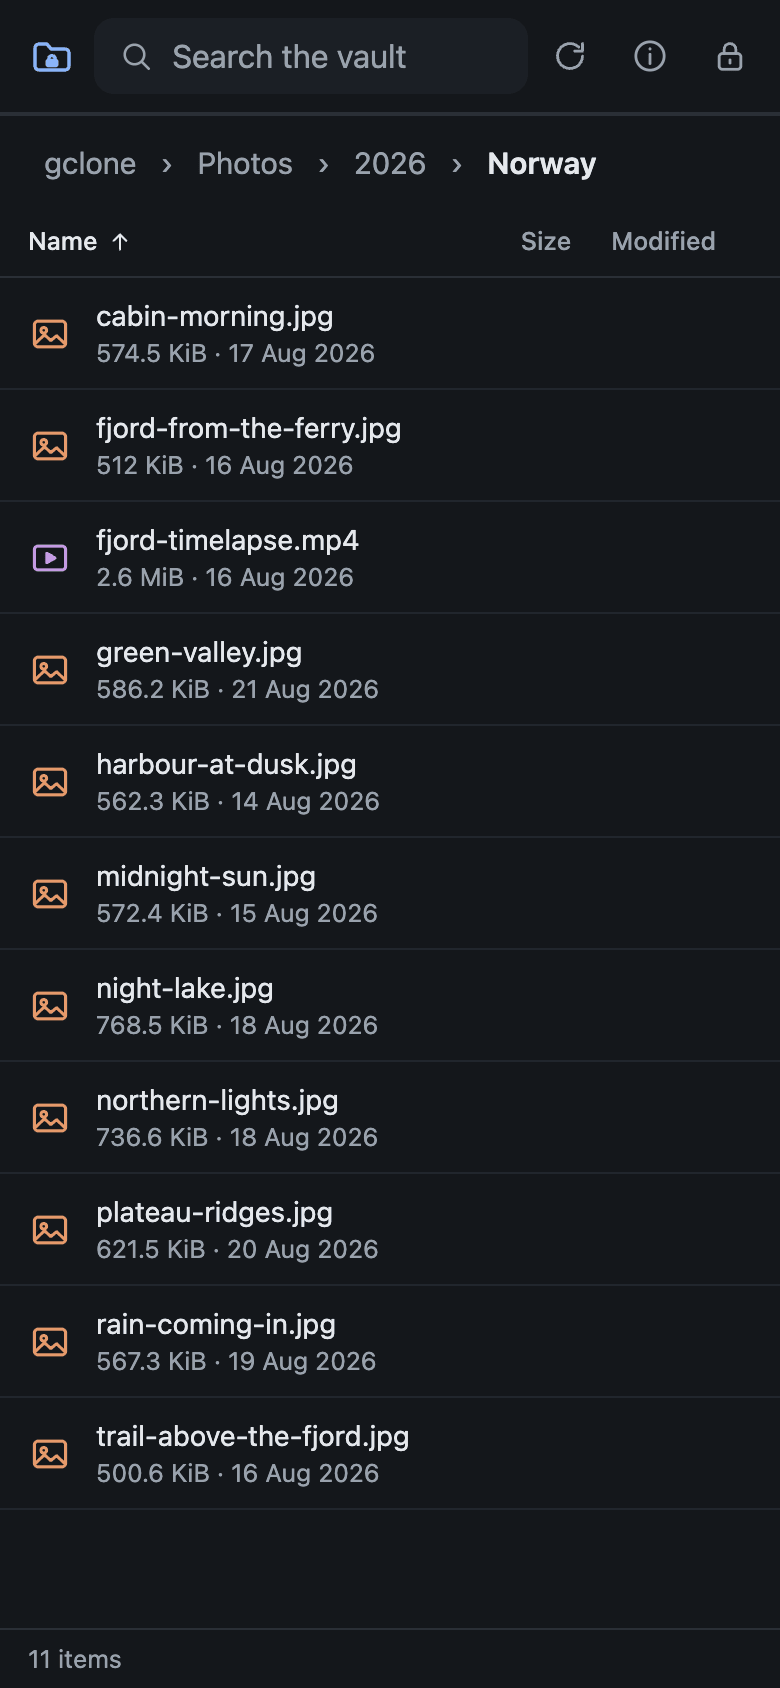 Search the vault
gclone › Photos › 2026 › Norway
Name ↑ Size Modified
cabin-morning.jpg
574.5 KiB · 17 Aug 2026
fjord-from-the-ferry.jpg
512 KiB · 16 Aug 2026
fjord-timelapse.mp4
2.6 MiB · 16 Aug 2026
green-valley.jpg
586.2 KiB · 21 Aug 2026
harbour-at-dusk.jpg
562.3 KiB · 14 Aug 2026
midnight-sun.jpg
572.4 KiB · 15 Aug 2026
night-lake.jpg
768.5 KiB · 18 Aug 2026
northern-lights.jpg
736.6 KiB · 18 Aug 2026
plateau-ridges.jpg
621.5 KiB · 20 Aug 2026
rain-coming-in.jpg
567.3 KiB · 19 Aug 2026
trail-above-the-fjord.jpg
500.6 KiB · 16 Aug 2026
11 items